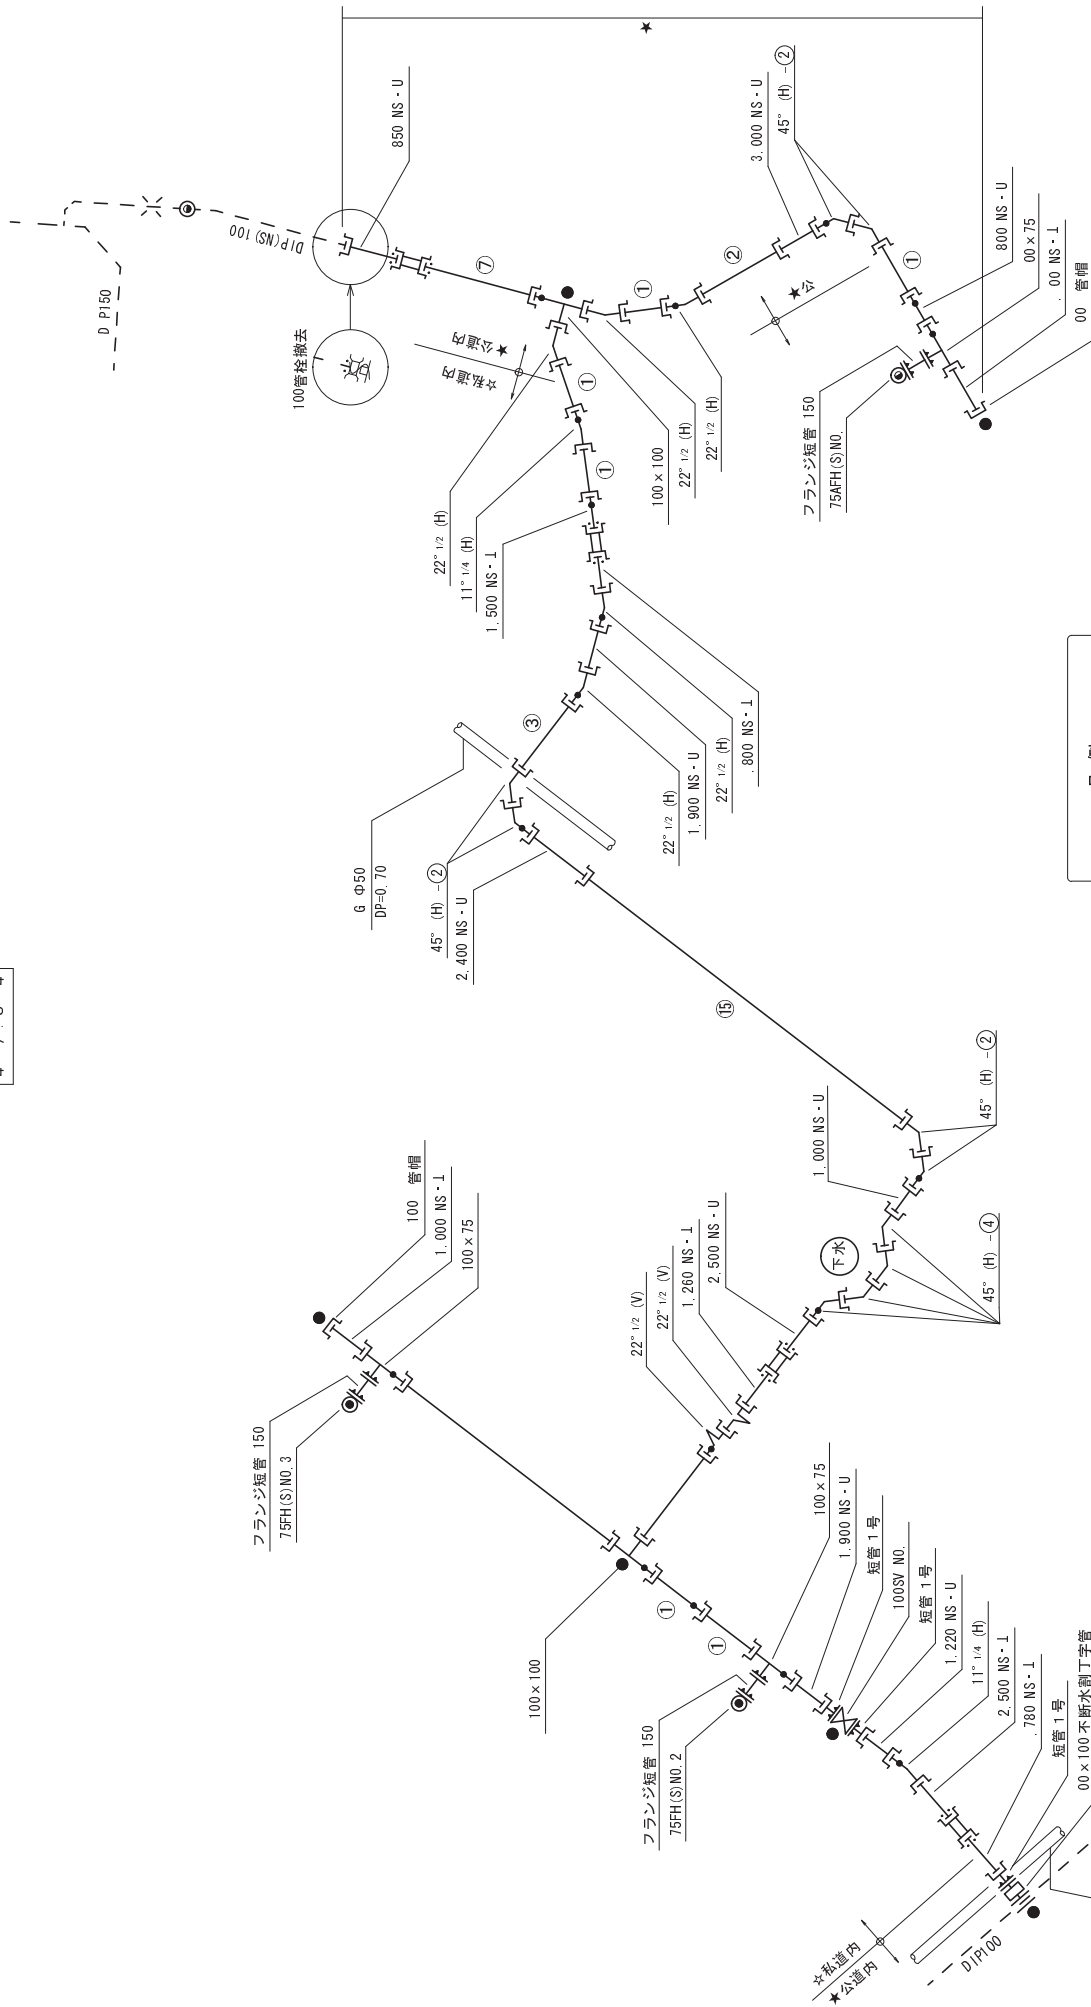 D P150
DIP(NS)100
850 NS - U
100管栓撤去
★
⑦
★公道内
☆私道内
①
①
①
②
★公
3.000 NS - U
45° (H) -②
①
800 NS - U
00×75
00 NS - ⊥
00 管帽
フランジ短管 150
75AFH(S)NO.
22° 1/2 (H)
22° 1/2 (H)
100×100
22° 1/2 (H)
11° 1/4 (H)
1.500 NS - ⊥
.800 NS - ⊥
22° 1/2 (H)
1.900 NS - U
22° 1/2 (H)
③
G Φ50
DP=0.70
45° (H) -②
2.400 NS - U
⑮
45° (H) -②
1.000 NS - U
下水
45° (H) -④
2.500 NS - U
1.260 NS - ⊥
22° 1/2 (V)
22° 1/2 (V)
100 管帽
1.000 NS - ⊥
100×75
フランジ短管 150
75FH(S)NO.3
100×100
①
①
フランジ短管 150
75FH(S)NO.2
100×75
1.900 NS - U
短管1号
100SV NO.
短管1号
1.220 NS - U
11° 1/4 (H)
2.500 NS - ⊥
.780 NS - ⊥
短管1号
00×100不断水割丁字管
☆私道内
★公道内
DIP100